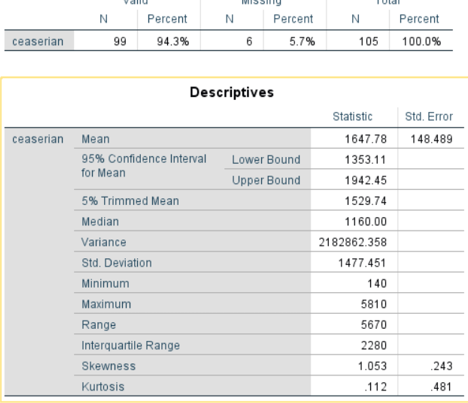 Valid Missing Total
N Percent N Percent N Percent
ceaserian 99 94.3% 6 5.7% 105 100.0%
Descriptives
Statistic Std. Error
ceaserian Mean 1647.78 148.489
95% Confidence Interval for Mean Lower Bound 1353.11
Upper Bound 1942.45
5% Trimmed Mean 1529.74
Median 1160.00
Variance 2182862.358
Std. Deviation 1477.451
Minimum 140
Maximum 5810
Range 5670
Interquartile Range 2280
Skewness 1.053 .243
Kurtosis .112 .481